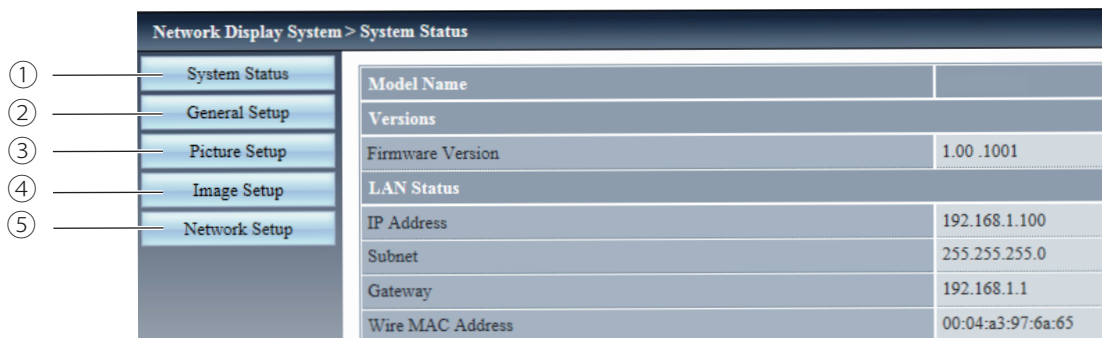 Network Display System > System Status
① System Status
② General Setup
③ Picture Setup
④ Image Setup
⑤ Network Setup
Model Name
Versions
Firmware Version 1.00 .1001
LAN Status
IP Address 192.168.1.100
Subnet 255.255.255.0
Gateway 192.168.1.1
Wire MAC Address 00:04:a3:97:6a:65